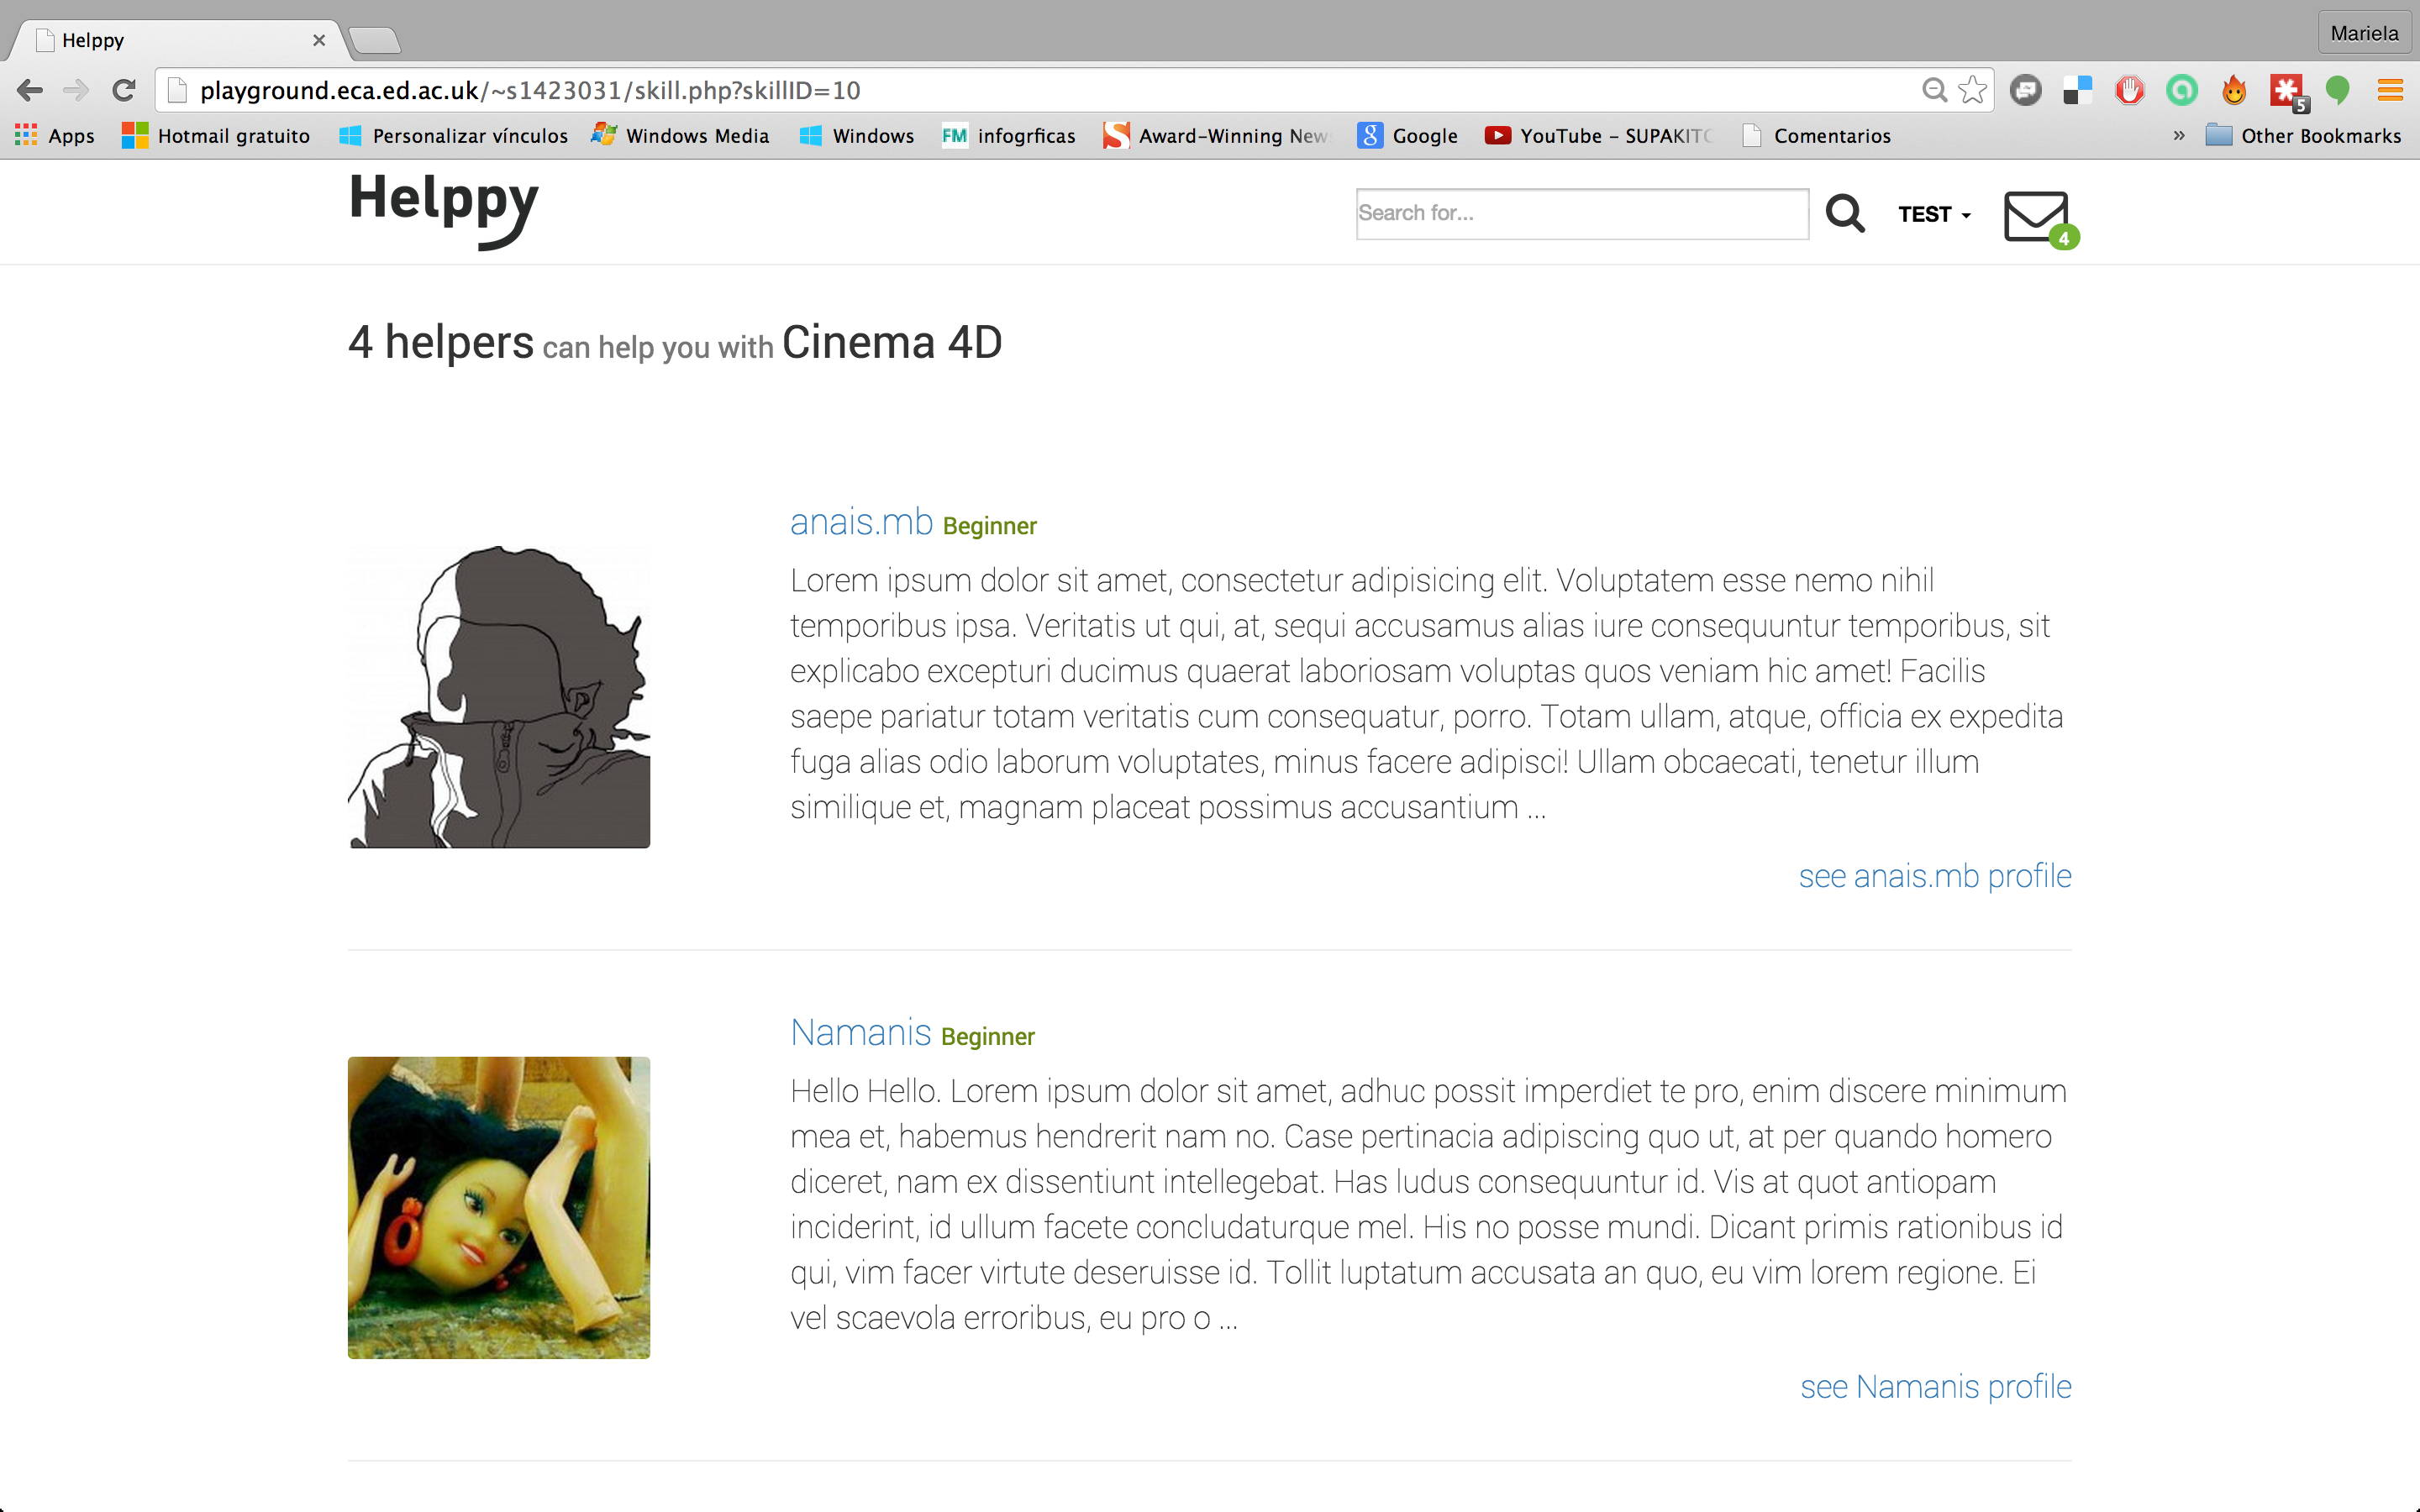 Helppy
Mariela
playground.eca.ed.ac.uk/~s1423031/skill.php?skillID=10
5
Apps Hotmail gratuito Personalizar vínculos Windows Media Windows FM infogrficas Award-Winning New Google YouTube – SUPAKITC Comentarios » Other Bookmarks
Helppy Search for... TEST 4
4 helpers can help you with Cinema 4D
anais.mb Beginner
Lorem ipsum dolor sit amet, consectetur adipisicing elit. Voluptatem esse nemo nihil
temporibus ipsa. Veritatis ut qui, at, sequi accusamus alias iure consequuntur temporibus, sit
explicabo excepturi ducimus quaerat laboriosam voluptas quos veniam hic amet! Facilis
saepe pariatur totam veritatis cum consequatur, porro. Totam ullam, atque, officia ex expedita
fuga alias odio laborum voluptates, minus facere adipisci! Ullam obcaecati, tenetur illum
similique et, magnam placeat possimus accusantium ...
see anais.mb profile
Namanis Beginner
Hello Hello. Lorem ipsum dolor sit amet, adhuc possit imperdiet te pro, enim discere minimum
mea et, habemus hendrerit nam no. Case pertinacia adipiscing quo ut, at per quando homero
diceret, nam ex dissentiunt intellegebat. Has ludus consequuntur id. Vis at quot antiopam
inciderint, id ullum facete concludaturque mel. His no posse mundi. Dicant primis rationibus id
qui, vim facer virtute deseruisse id. Tollit luptatum accusata an quo, eu vim lorem regione. Ei
vel scaevola erroribus, eu pro o ...
see Namanis profile